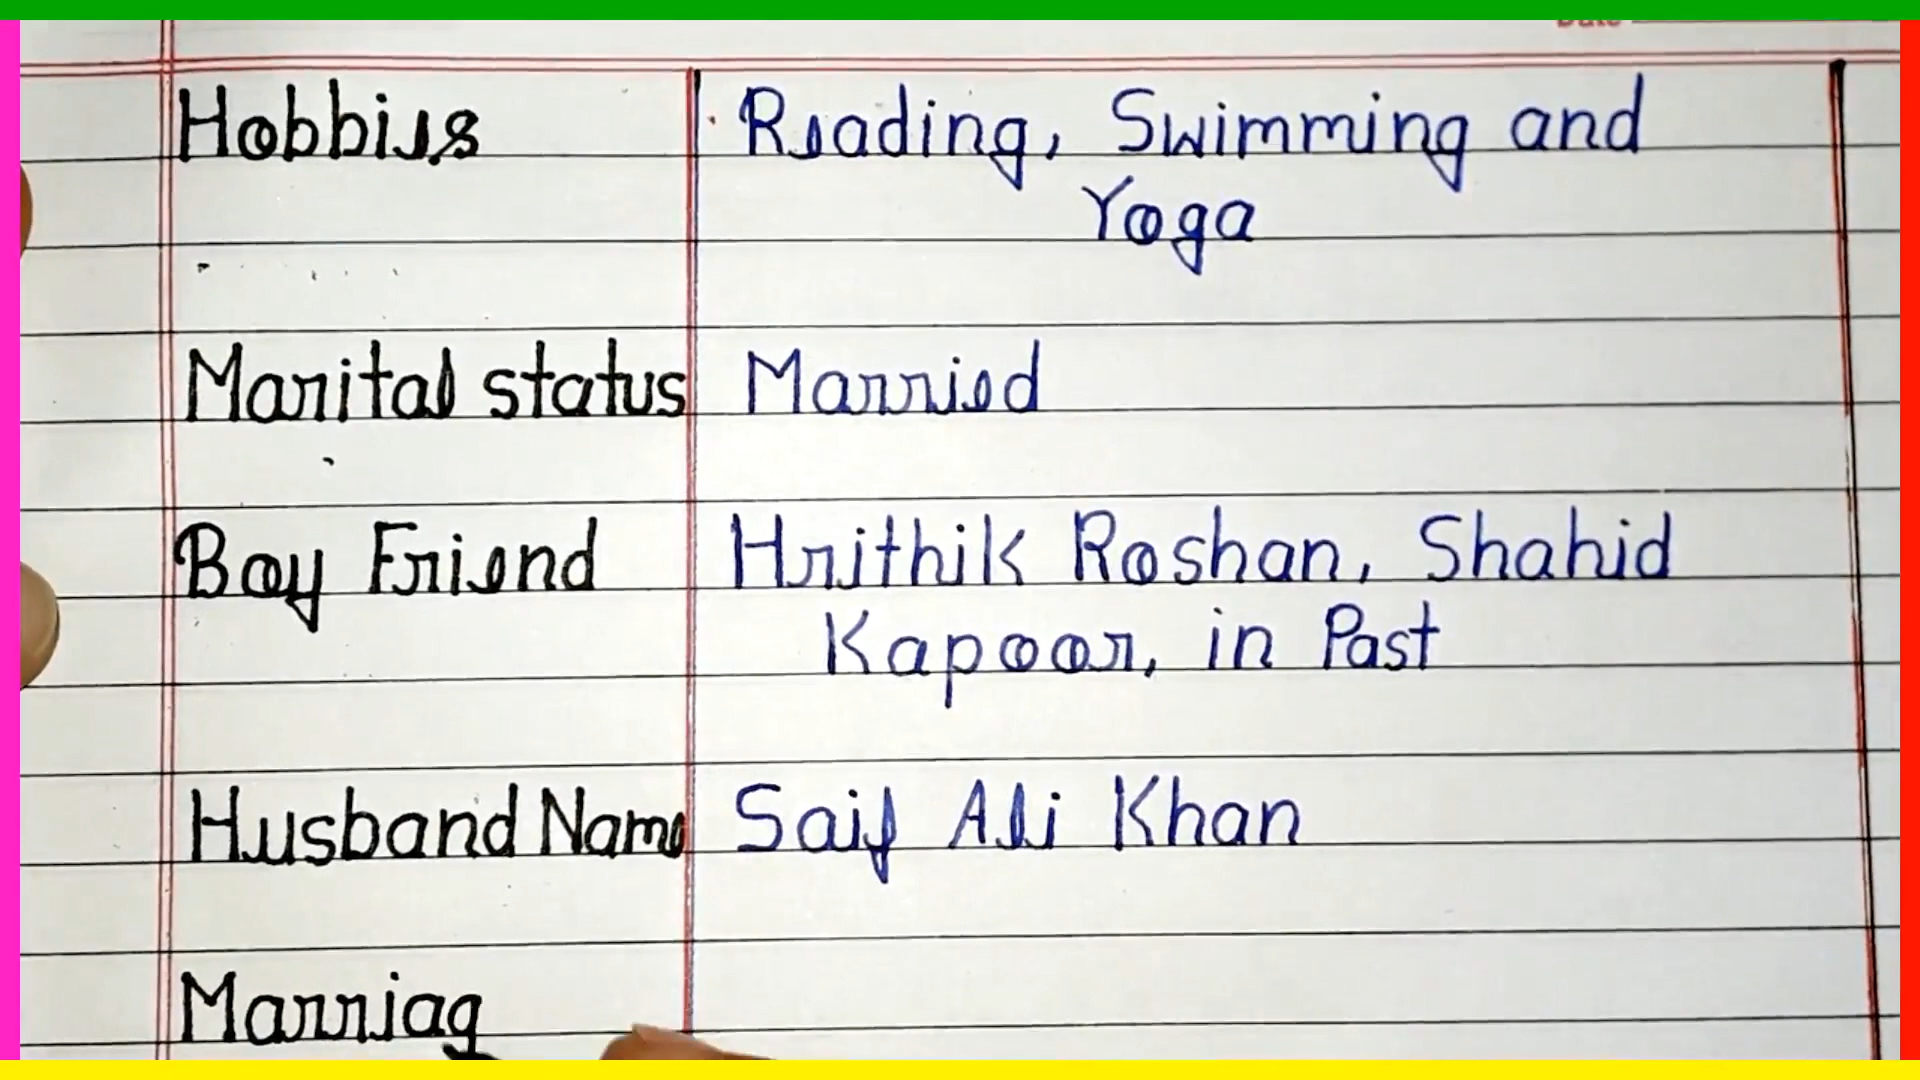 Date
Hobbies Reading, Swimming and
Yoga
Marital status Married
Boy Friend Hrithik Roshan, Shahid
Kapoor, in Past
Husband Name Saif Ali Khan
Marriag